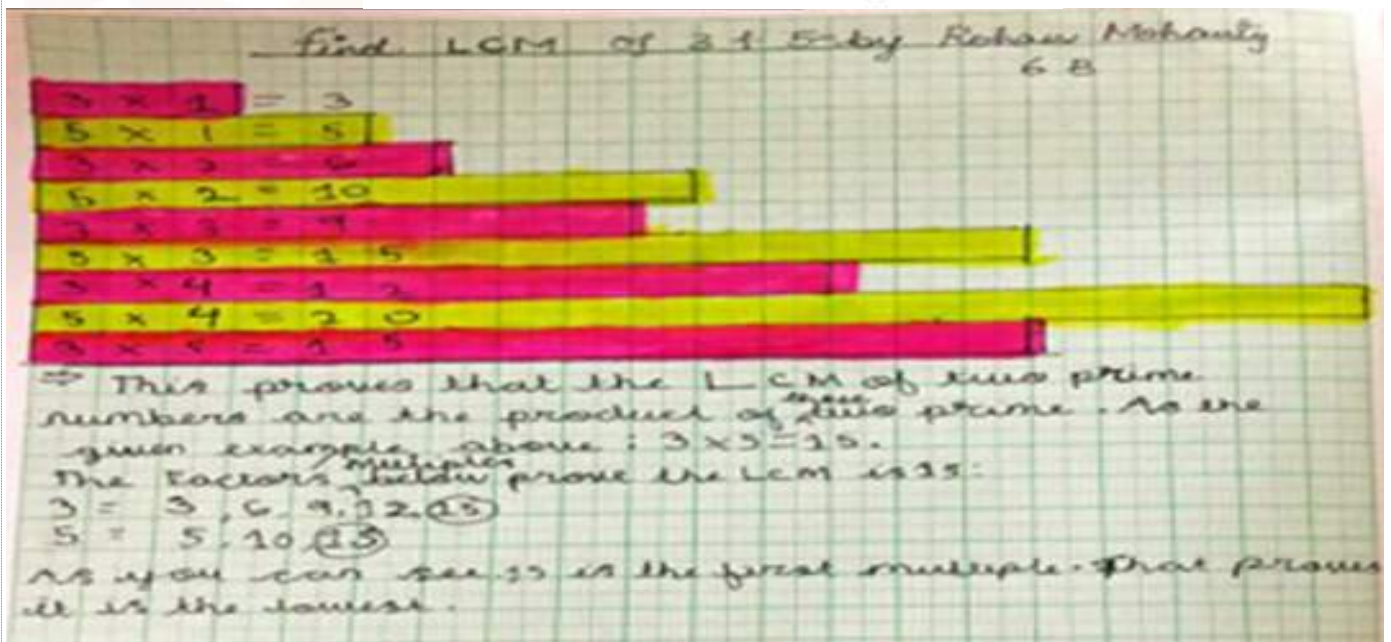 find LCM of 3 & 5 by Rohan Mohanty
6 B
3 × 1 = 3
5 × 1 = 5
3 × 2 = 6
5 × 2 = 10
3 × 3 = 9
5 × 3 = 15
3 × 4 = 12
5 × 4 = 20
3 × 5 = 15
⇒ This proves that the LCM of two prime
numbers are the product of those two prime. As the
given example above : 3 × 5 = 15.
The Factors/multiples below prove the LCM is 15:
3 = 3, 6, 9, 12, 15
5 = 5, 10, 15
As you can see 15 is the first multiple. That proves
it is the lowest.